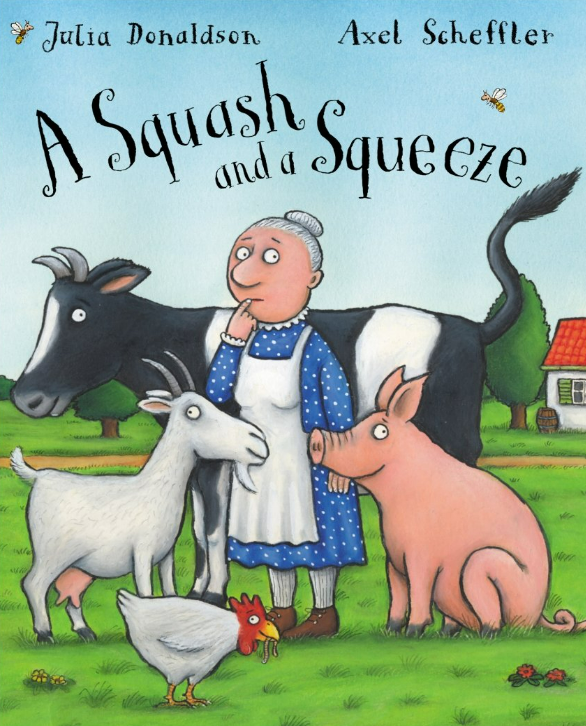 Julia Donaldson Axel Scheffler
A Squash
and a Squeeze